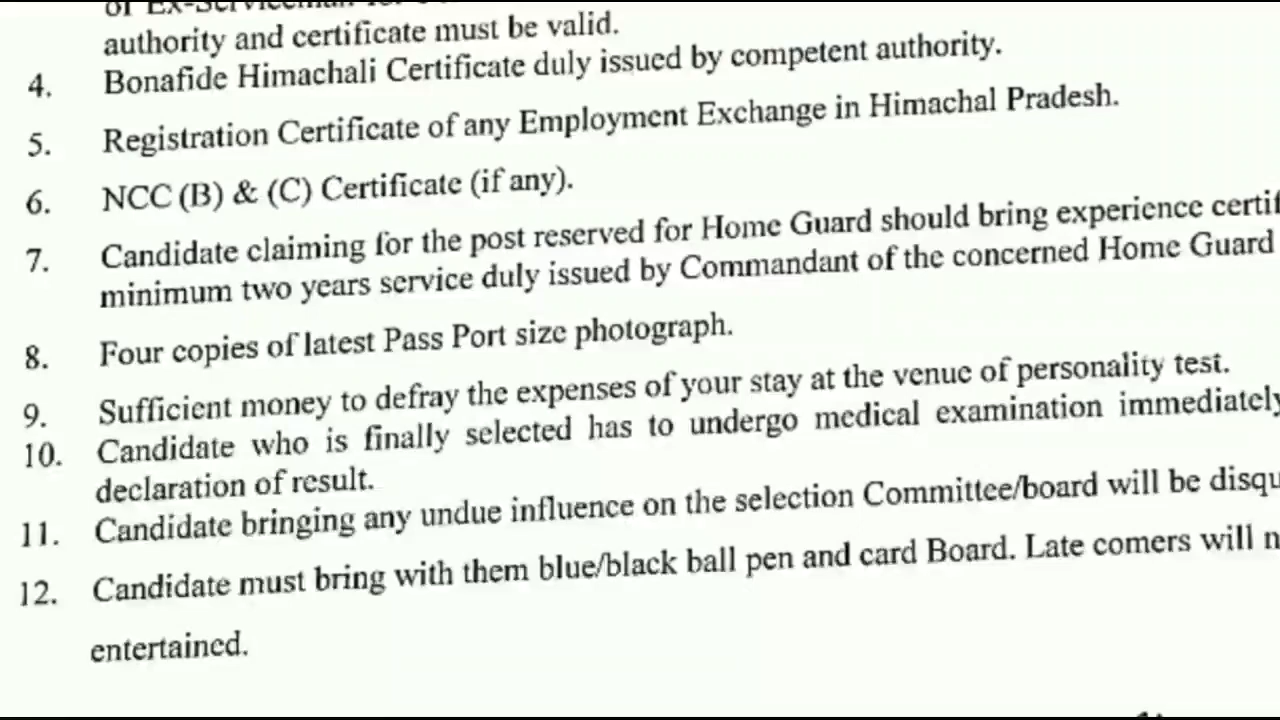 of Ex-Serviceman
authority and certificate must be valid.
4. Bonafide Himachali Certificate duly issued by competent authority.
5. Registration Certificate of any Employment Exchange in Himachal Pradesh.
6. NCC (B) & (C) Certificate (if any).
7. Candidate claiming for the post reserved for Home Guard should bring experience certif
minimum two years service duly issued by Commandant of the concerned Home Guard
8. Four copies of latest Pass Port size photograph.
9. Sufficient money to defray the expenses of your stay at the venue of personality test.
10. Candidate who is finally selected has to undergo medical examination immediately
declaration of result.
11. Candidate bringing any undue influence on the selection Committee/board will be disqu
12. Candidate must bring with them blue/black ball pen and card Board. Late comers will n
entertained.